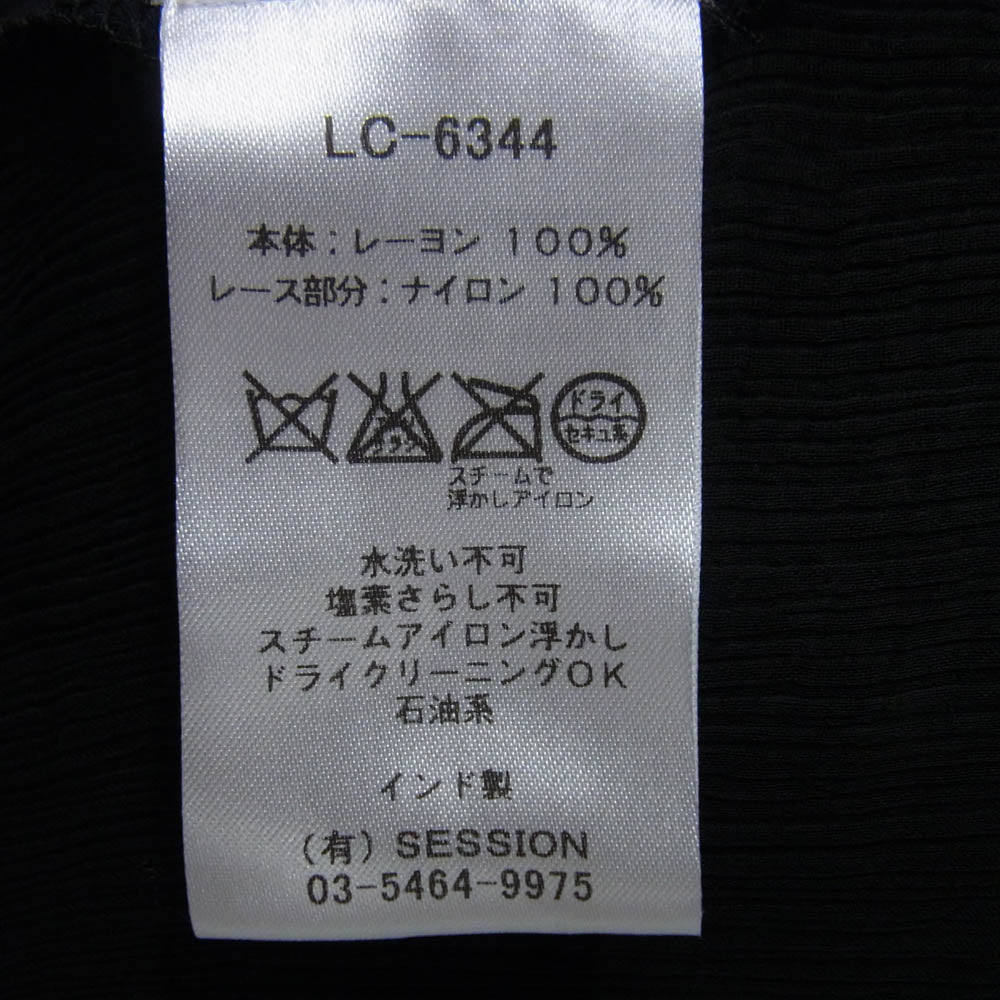 LC-6344
本体：レーヨン 100%
レース部分：ナイロン 100%
ドライ
セキユ系
スチームで
浮かしアイロン
水洗い不可
塩素さらし不可
スチームアイロン浮かし
ドライクリーニングOK
石油系
インド製
（有）SESSION
03-5464-9975